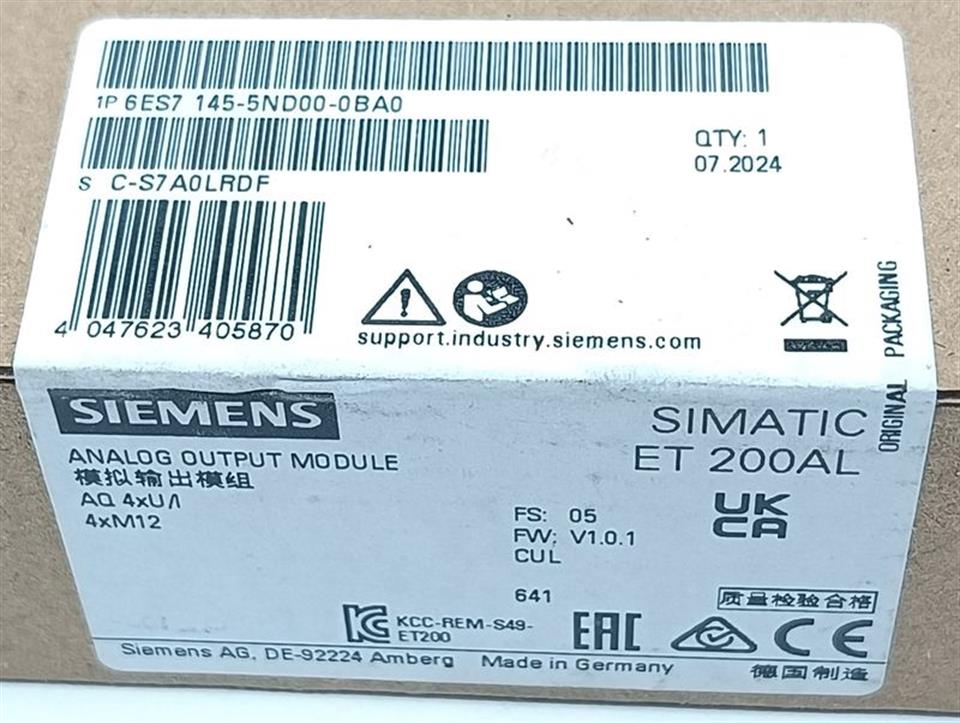 1P 6ES7 145-5ND00-0BA0
QTY: 1
07.2024
S C-S7A0LRDF
4 047623 405870
support.industry.siemens.com
ORIGINAL PACKAGING
SIEMENS
SIMATIC
ET 200AL
ANALOG OUTPUT MODULE
模拟输出模组
AQ 4xU/I
4xM12
FS: 05
FW: V1.0.1
CUL
UK
CA
641
质量检验合格
KC
KCC-REM-S49-
ET200
EAC
CE
Siemens AG, DE-92224 Amberg Made in Germany
德国制造